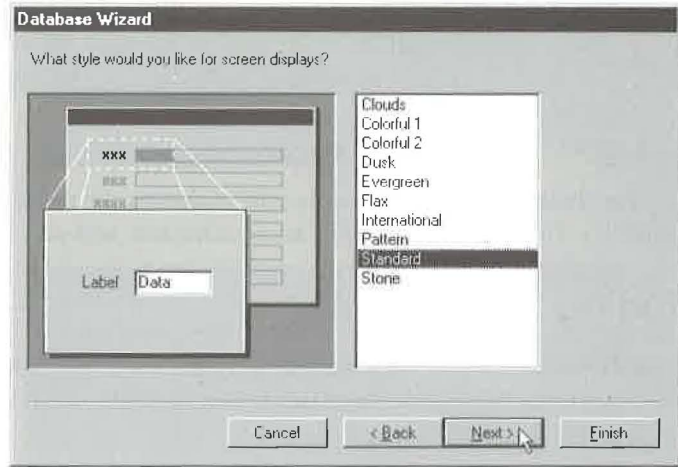 Database Wizard
What style would you like for screen displays?
xxx
xxx
xxxx
Label Data
Clouds
Colorful 1
Colorful 2
Dusk
Evergreen
Flax
International
Pattern
Standard
Stone
Cancel < Back Next > Finish